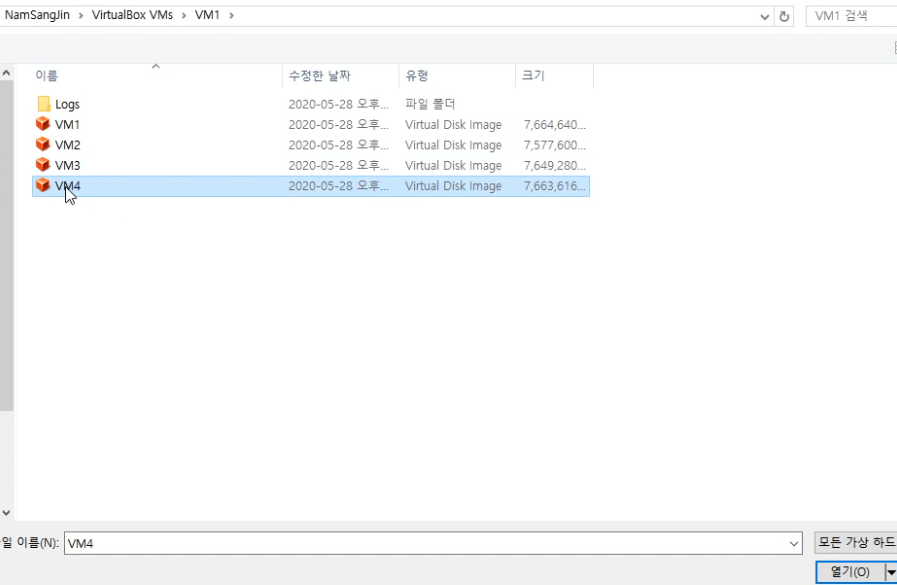 NamSangJin › VirtualBox VMs › VM1 ›
VM1 검색
이름 수정한 날짜 유형 크기
Logs 2020-05-28 오후... 파일 폴더
VM1 2020-05-28 오후... Virtual Disk Image 7,664,640...
VM2 2020-05-28 오후... Virtual Disk Image 7,577,600...
VM3 2020-05-28 오후... Virtual Disk Image 7,649,280...
VM4 2020-05-28 오후... Virtual Disk Image 7,663,616...
일 이름(N): VM4
모든 가상 하드
열기(O)